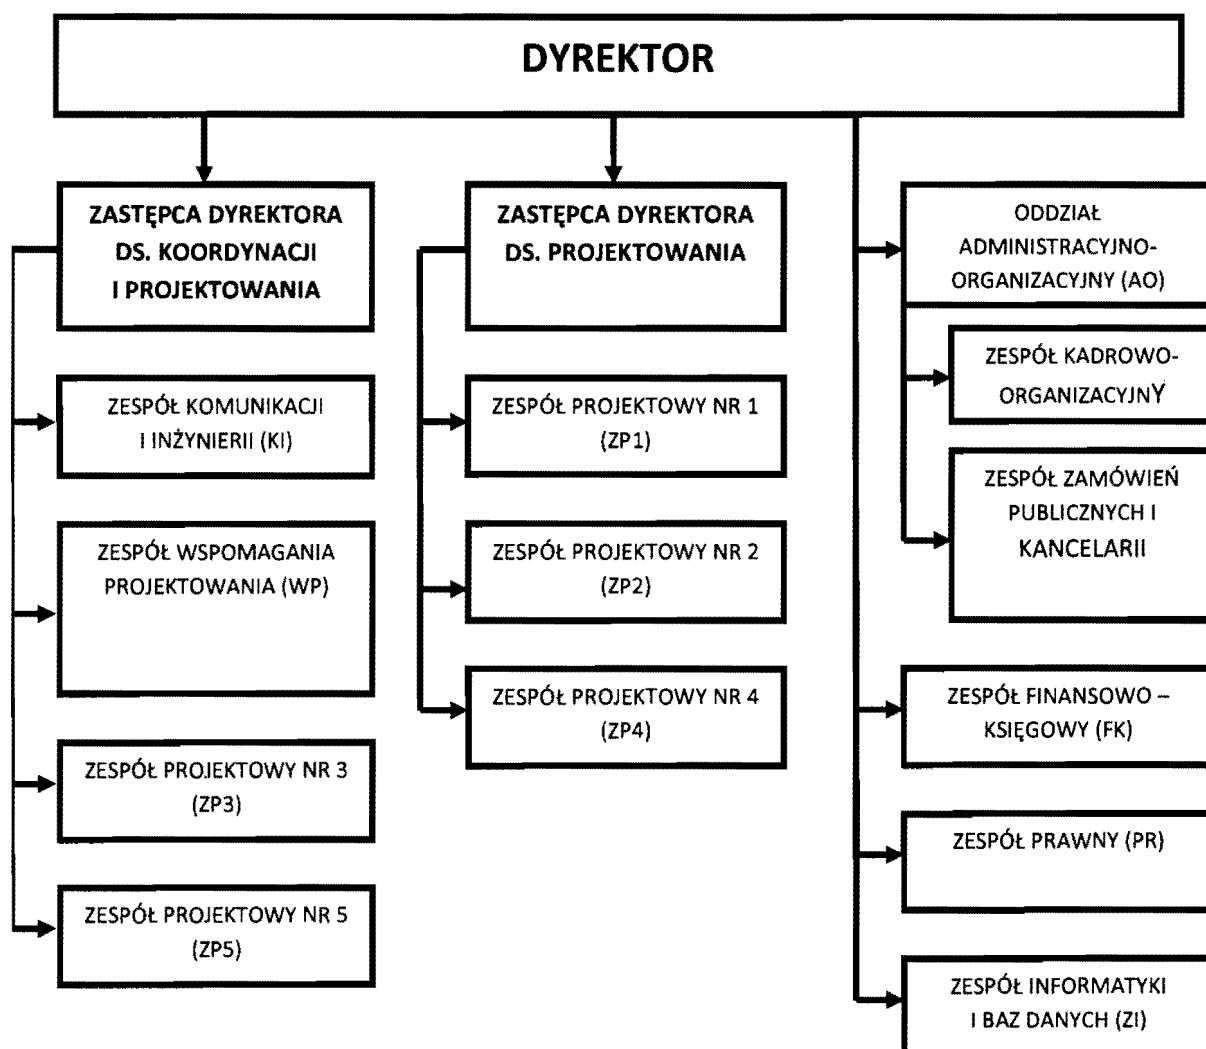 DYREKTOR
ZASTĘPCA DYREKTORA
DS. KOORDYNACJI
I PROJEKTOWANIA
ZESPÓŁ KOMUNIKACJI
I INŻYNIERII (KI)
ZESPÓŁ WSPOMAGANIA
PROJEKTOWANIA (WP)
ZESPÓŁ PROJEKTOWY NR 3
(ZP3)
ZESPÓŁ PROJEKTOWY NR 5
(ZP5)
ZASTĘPCA DYREKTORA
DS. PROJEKTOWANIA
ZESPÓŁ PROJEKTOWY NR 1
(ZP1)
ZESPÓŁ PROJEKTOWY NR 2
(ZP2)
ZESPÓŁ PROJEKTOWY NR 4
(ZP4)
ODDZIAŁ
ADMINISTRACYJNO-
ORGANIZACYJNY (AO)
ZESPÓŁ KADROWO-
ORGANIZACYJNY
ZESPÓŁ ZAMÓWIEŃ
PUBLICZNYCH I
KANCELARII
ZESPÓŁ FINANSOWO –
KSIĘGOWY (FK)
ZESPÓŁ PRAWNY (PR)
ZESPÓŁ INFORMATYKI
I BAZ DANYCH (ZI)